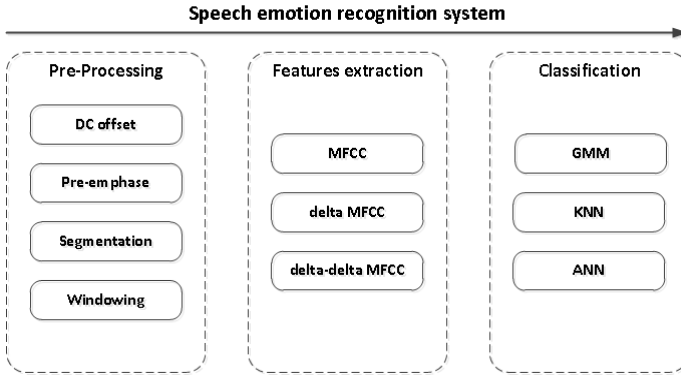 Speech emotion recognition system
Pre-Processing
DC offset
Pre-emphase
Segmentation
Windowing
Features extraction
MFCC
delta MFCC
delta-delta MFCC
Classification
GMM
KNN
ANN